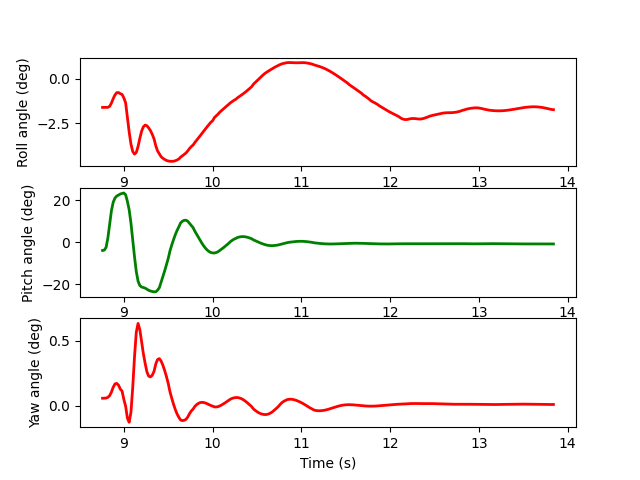 Roll angle (deg)
0.0
−2.5
9 10 11 12 13 14
Pitch angle (deg)
20
0
−20
9 10 11 12 13 14
Yaw angle (deg)
0.5
0.0
9 10 11 12 13 14
Time (s)